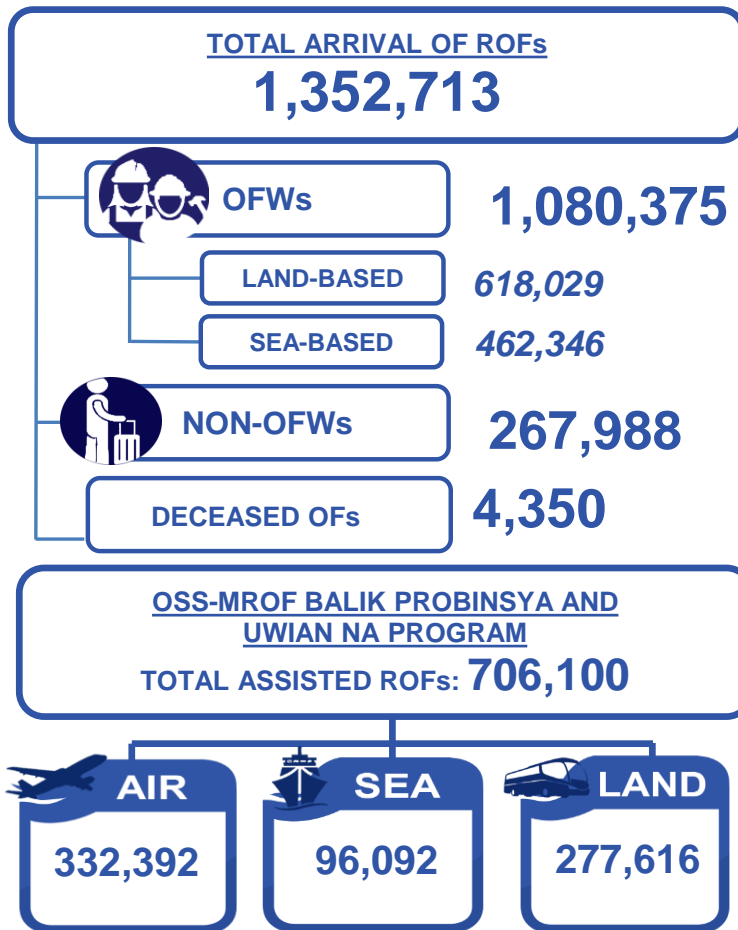 TOTAL ARRIVAL OF ROFs
1,352,713
OFWs
1,080,375
LAND-BASED
618,029
SEA-BASED
462,346
NON-OFWs
267,988
DECEASED OFs
4,350
OSS-MROF BALIK PROBINSYA AND
UWIAN NA PROGRAM
TOTAL ASSISTED ROFs: 706,100
AIR
332,392
SEA
96,092
LAND
277,616